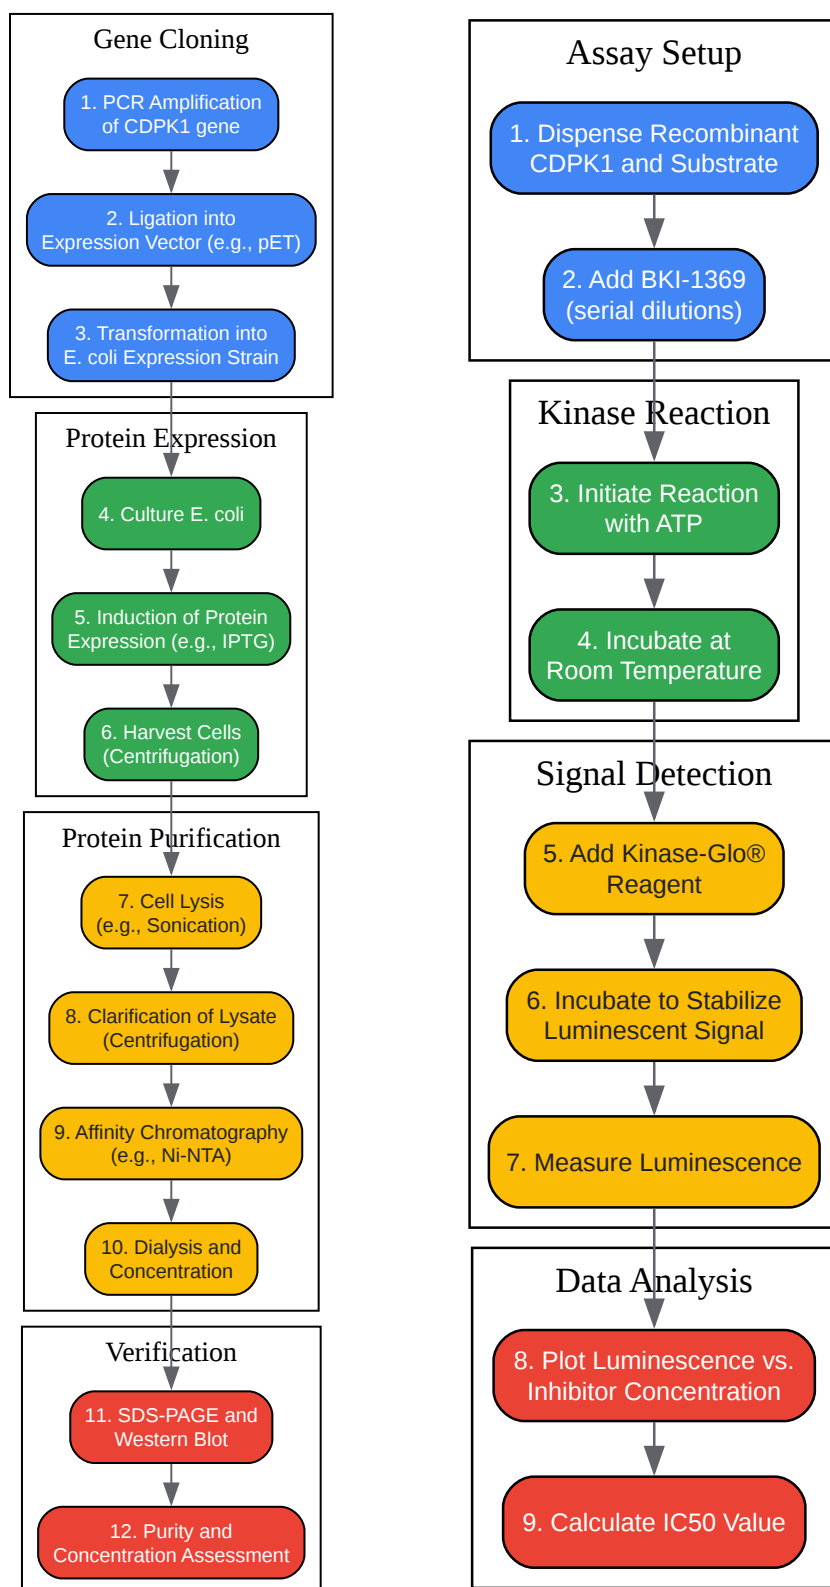 Gene Cloning
1. PCR Amplification
of CDPK1 gene
2. Ligation into
Expression Vector (e.g., pET)
3. Transformation into
E. coli Expression Strain
Protein Expression
4. Culture E. coli
5. Induction of Protein
Expression (e.g., IPTG)
6. Harvest Cells
(Centrifugation)
Protein Purification
7. Cell Lysis
(e.g., Sonication)
8. Clarification of Lysate
(Centrifugation)
9. Affinity Chromatography
(e.g., Ni-NTA)
10. Dialysis and
Concentration
Verification
11. SDS-PAGE and
Western Blot
12. Purity and
Concentration Assessment
Assay Setup
1. Dispense Recombinant
CDPK1 and Substrate
2. Add BKI-1369
(serial dilutions)
Kinase Reaction
3. Initiate Reaction
with ATP
4. Incubate at
Room Temperature
Signal Detection
5. Add Kinase-Glo®
Reagent
6. Incubate to Stabilize
Luminescent Signal
7. Measure Luminescence
Data Analysis
8. Plot Luminescence vs.
Inhibitor Concentration
9. Calculate IC50 Value